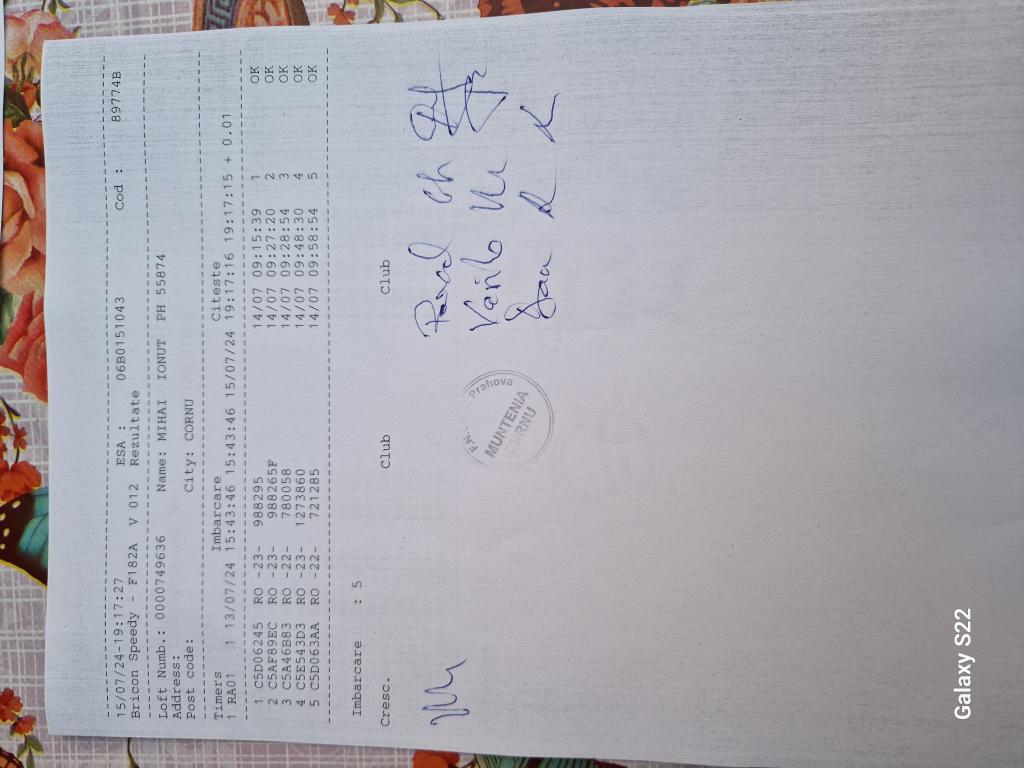 15/07/24-19:17:27 ESA : 06B0151043 Cod : 89774B
Bricon Speedy - F182A V 012 Rezultate
Loft Numb.: 0000749636 Name: MIHAI IONUT PH 55874
Address:
Post code: City: CORNU
Timers Imbarcare Citeste
1 RA01 1 13/07/24 15:43:46 15:43:46 15/07/24 19:17:16 19:17:15 + 0.01
1 C5D06245 RO -23- 988295 14/07 09:15:39 1 OK
2 C5AF89EC RO -23- 988265F 14/07 09:27:20 2 OK
3 C5A46B83 RO -22- 780058 14/07 09:28:54 3 OK
4 C5E543D3 RO -23- 1273860 14/07 09:48:30 4 OK
5 C5D063AA RO -22- 721285 14/07 09:58:54 5 OK
Imbarcare : 5
Cresc. Club Club
Prahova
MUNTENIA
CORNU
Galaxy S22